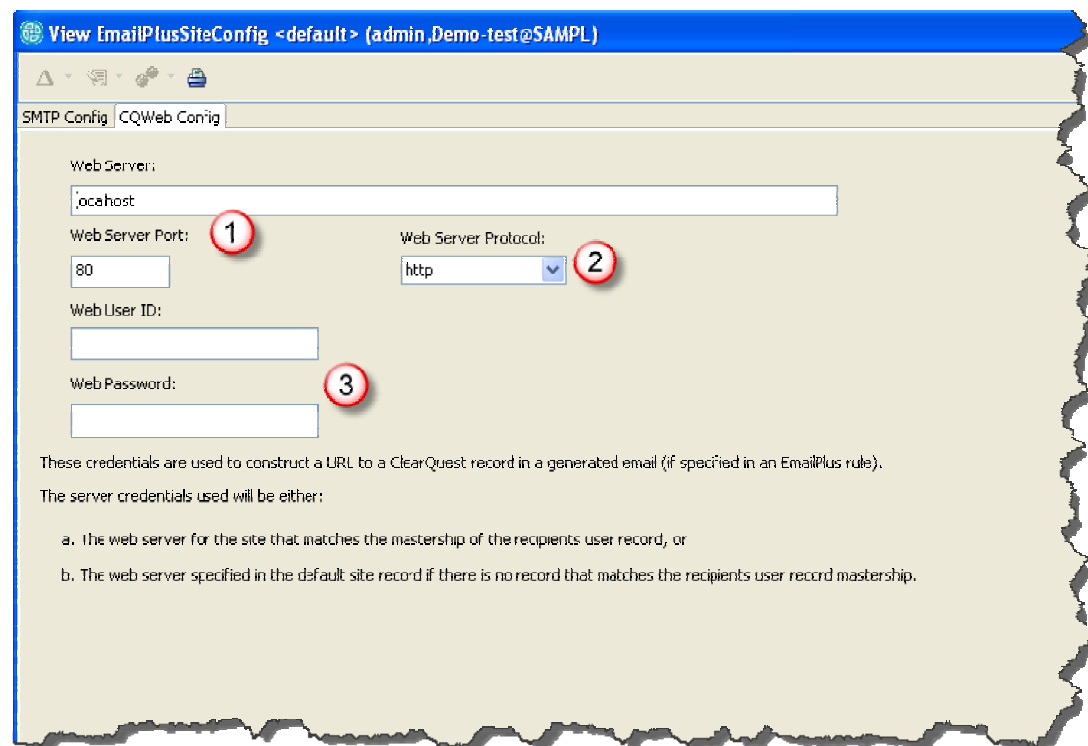 View EmailPlusSiteConfig <default> (admin,Demo-test@SAMPL)
SMTP Config CQWeb Config
Web Server:
locahost
Web Server Port: 1 Web Server Protocol:
80 http 2
Web User ID:
Web Password: 3
These credentials are used to construct a URL to a ClearQuest record in a generated email (if specified in an EmailPlus rule).
The server credentials used will be either:
a. The web server for the site that matches the mastership of the recipients user record, or
b. The web server specified in the default site record if there is no record that matches the recipients user record mastership.